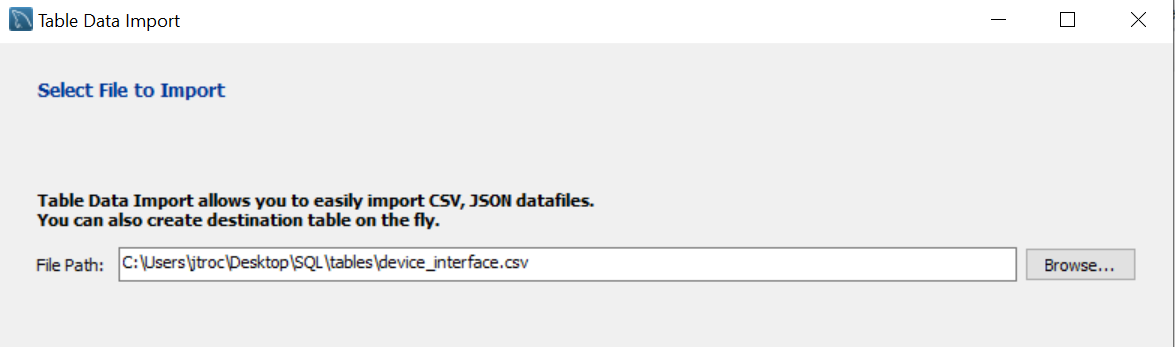 Table Data Import
Select File to Import
Table Data Import allows you to easily import CSV, JSON datafiles.
You can also create destination table on the fly.
File Path: C:\Users\jtroc\Desktop\SQL\tables\device_interface.csv Browse...